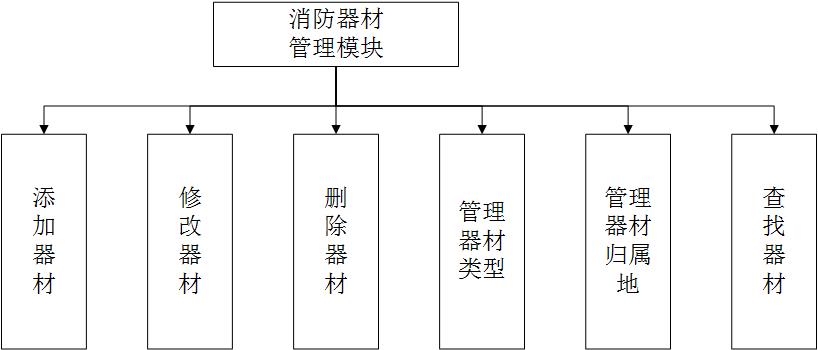 消防器材
管理模块
添
加
器
材
修
改
器
材
删
除
器
材
管理
器材
类型
管理
器材
归属
地
查
找
器
材